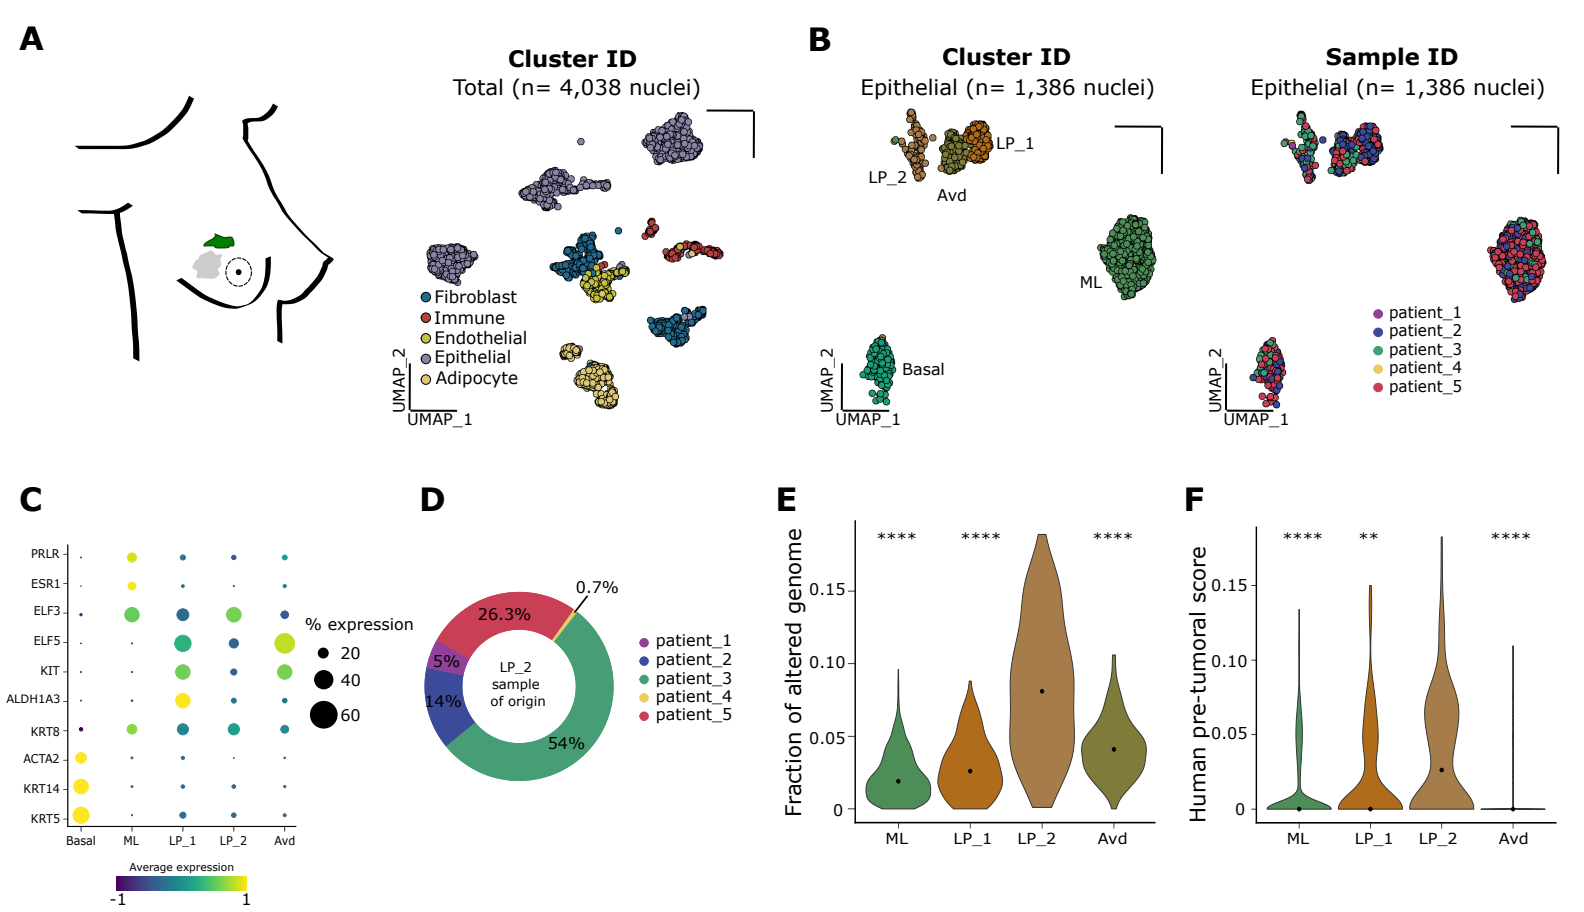 A
Cluster ID
Total (n= 4,038 nuclei)
Fibroblast
Immune
Endothelial
Epithelial
Adipocyte
UMAP_2
UMAP_1
B
Cluster ID
Epithelial (n= 1,386 nuclei)
LP_1
LP_2
Avd
ML
Basal
UMAP_2
UMAP_1
Sample ID
Epithelial (n= 1,386 nuclei)
patient_1
patient_2
patient_3
patient_4
patient_5
UMAP_2
UMAP_1
C
PRLR
ESR1
ELF3
ELF5
KIT
ALDH1A3
KRT8
ACTA2
KRT14
KRT5
Basal ML LP_1 LP_2 Avd
% expression
20
40
60
Average expression
-1 1
D
0.7%
26.3%
5%
14%
54%
LP_2
sample
of origin
patient_1
patient_2
patient_3
patient_4
patient_5
E
Fraction of altered genome
0.15
0.10
0.05
0
**** **** ****
ML LP_1 LP_2 Avd
F
Human pre-tumoral score
0.15
0.10
0.05
0
**** ** ****
ML LP_1 LP_2 Avd